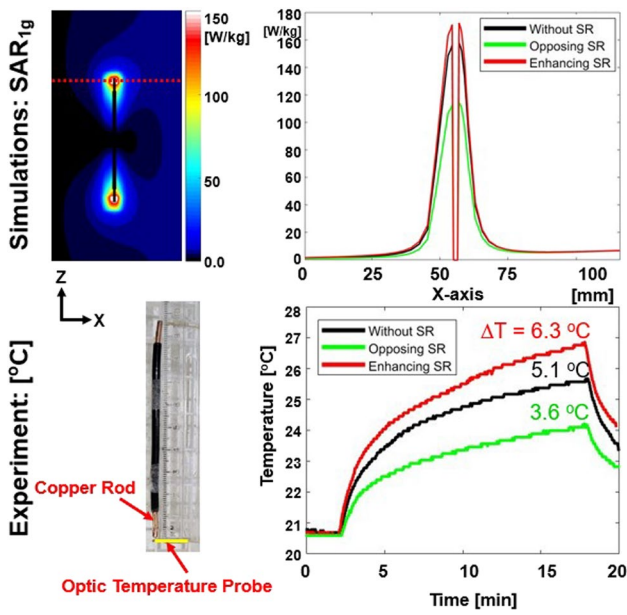 Simulations: SAR1g
150
[W/kg]
100
50
0.0
Z
X
[W/kg]
180
160
140
120
100
80
60
40
20
0
Without SR
Opposing SR
Enhancing SR
0
25
50
75
100
X-axis
[mm]
Experiment: [°C]
Copper Rod
Optic Temperature Probe
Temperature [°C]
28
27
26
25
24
23
22
21
20
Without SR
Opposing SR
Enhancing SR
ΔT = 6.3 °C
5.1 °C
3.6 °C
0
5
10
15
20
Time [min]